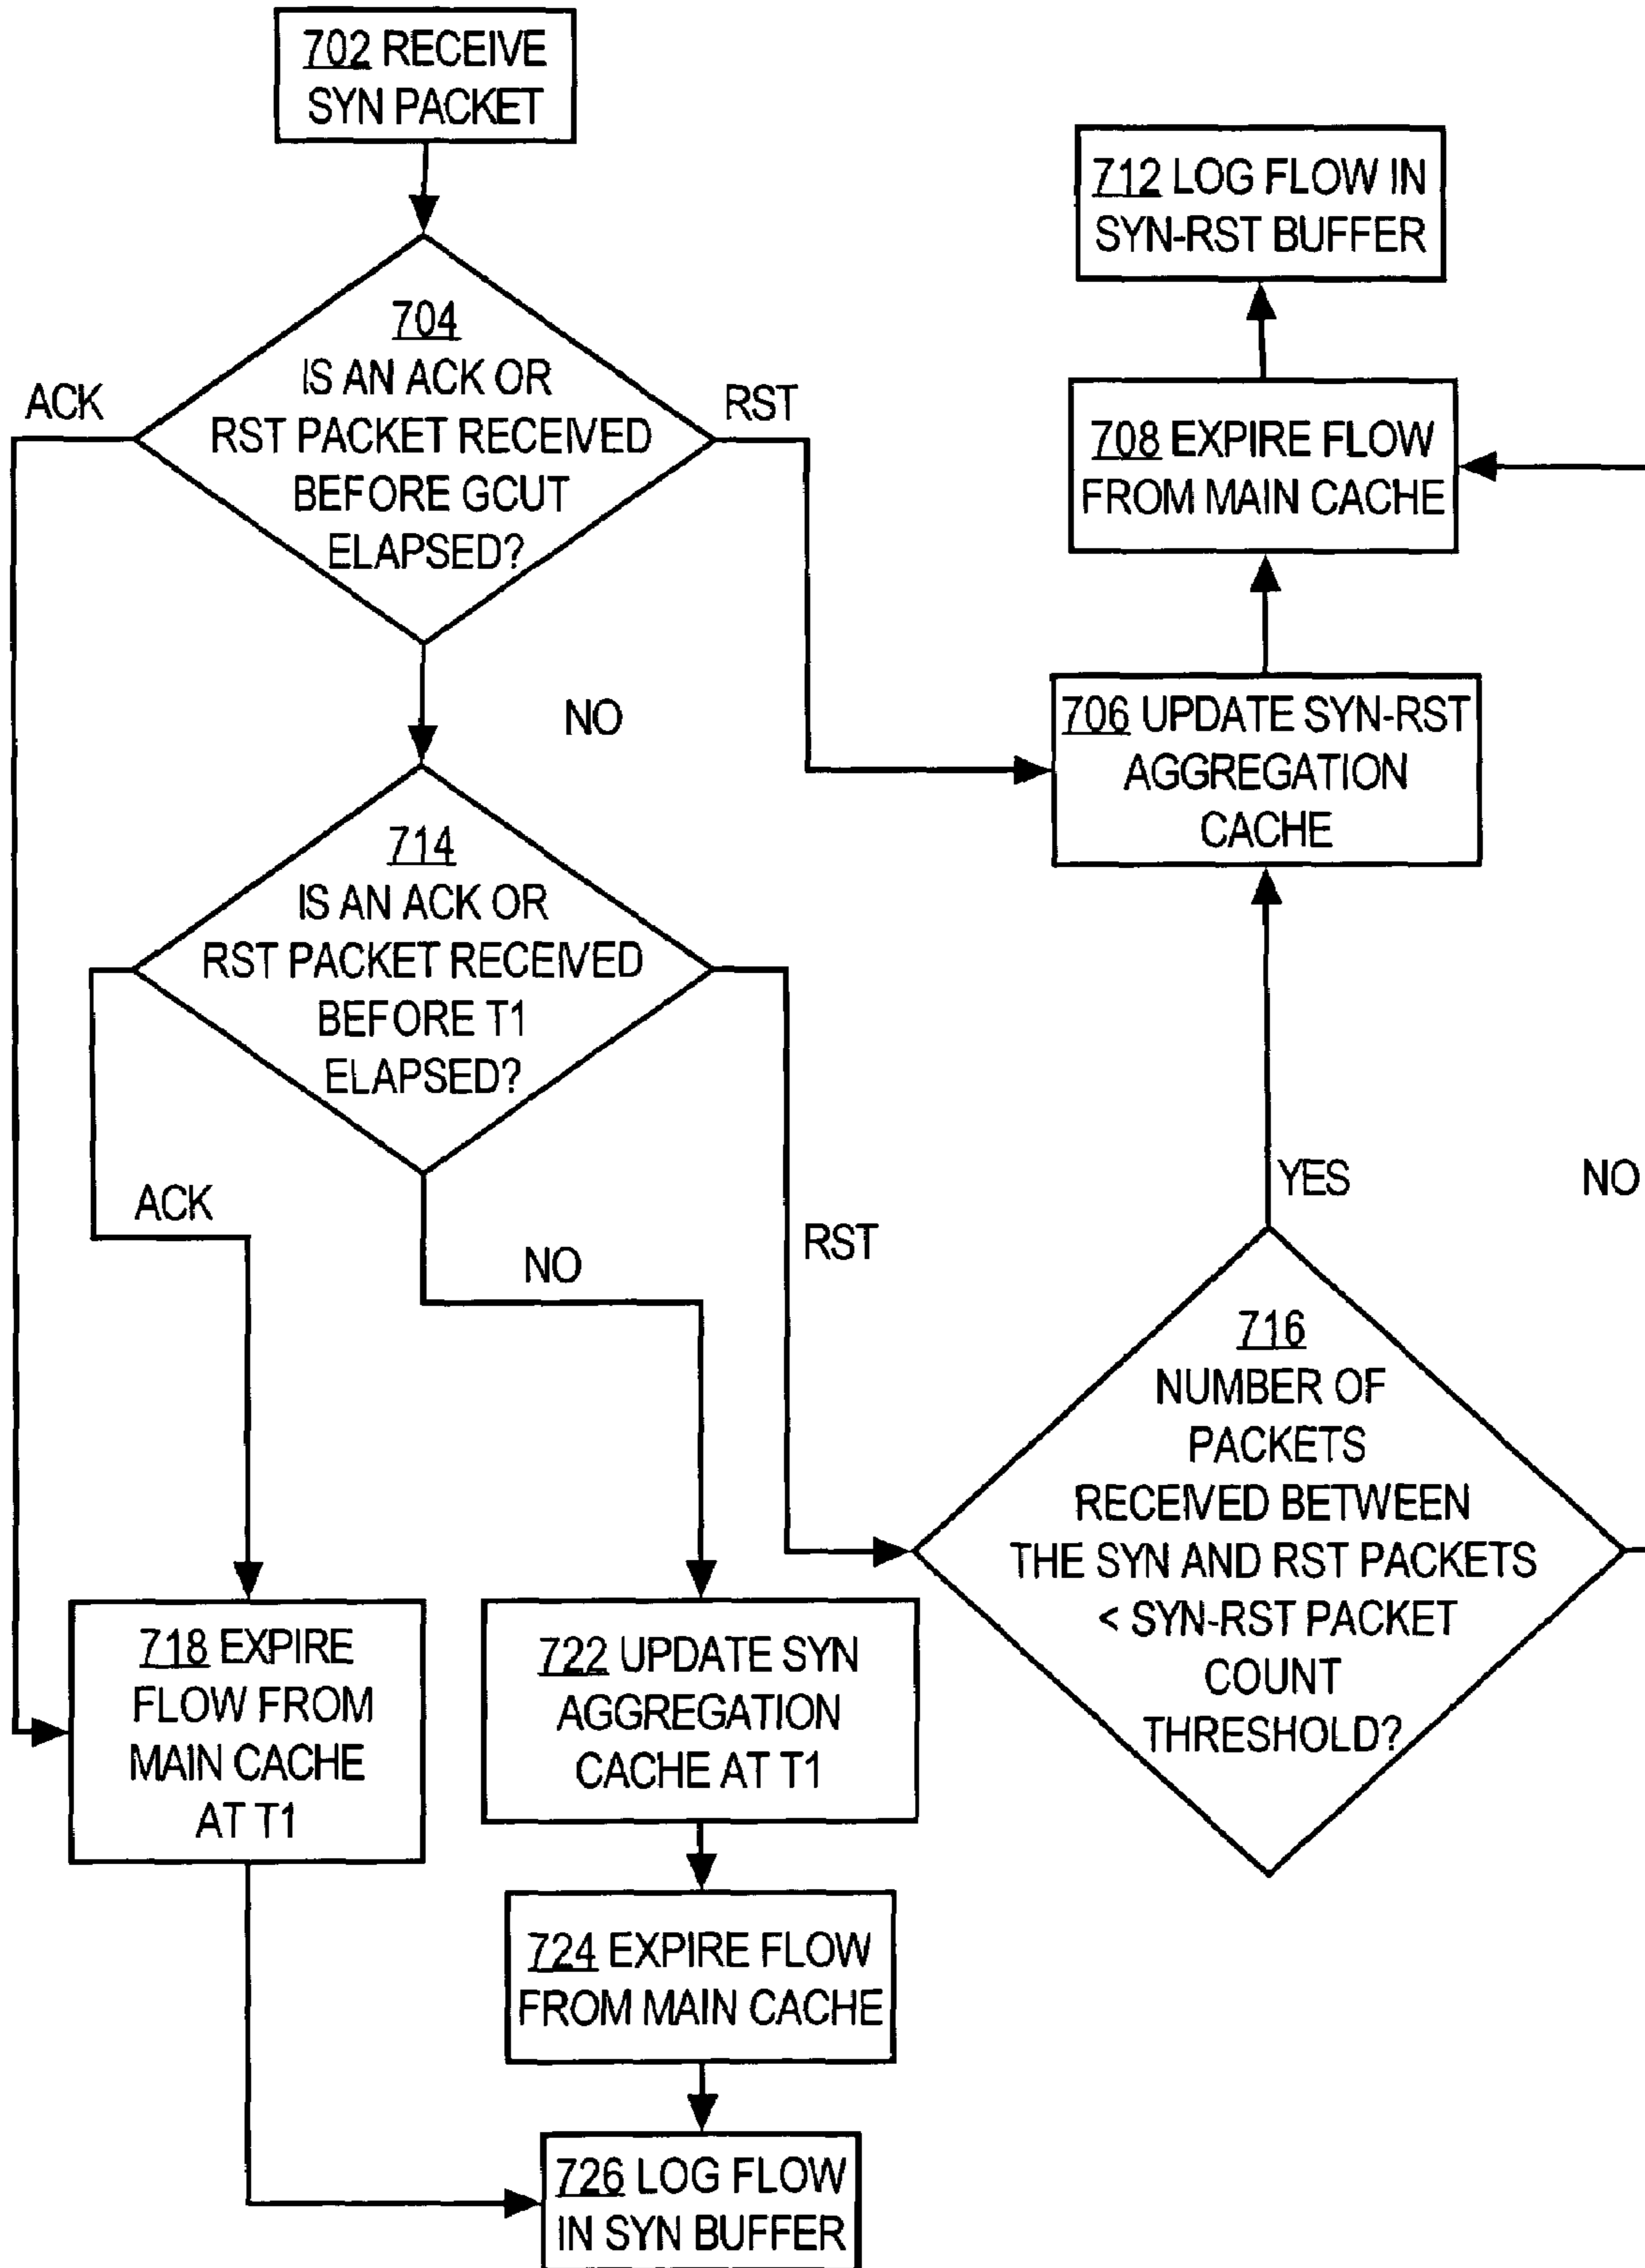 702 RECEIVE
SYN PACKET
704
IS AN ACK OR
RST PACKET RECEIVED
BEFORE GCUT
ELAPSED?
ACK
RST
NO
712 LOG FLOW IN
SYN-RST BUFFER
708 EXPIRE FLOW
FROM MAIN CACHE
706 UPDATE SYN-RST
AGGREGATION
CACHE
714
IS AN ACK OR
RST PACKET RECEIVED
BEFORE T1
ELAPSED?
ACK
NO
RST
YES
NO
716
NUMBER OF
PACKETS
RECEIVED BETWEEN
THE SYN AND RST PACKETS
< SYN-RST PACKET
COUNT
THRESHOLD?
718 EXPIRE
FLOW FROM
MAIN CACHE
AT T1
722 UPDATE SYN
AGGREGATION
CACHE AT T1
724 EXPIRE FLOW
FROM MAIN CACHE
726 LOG FLOW
IN SYN BUFFER